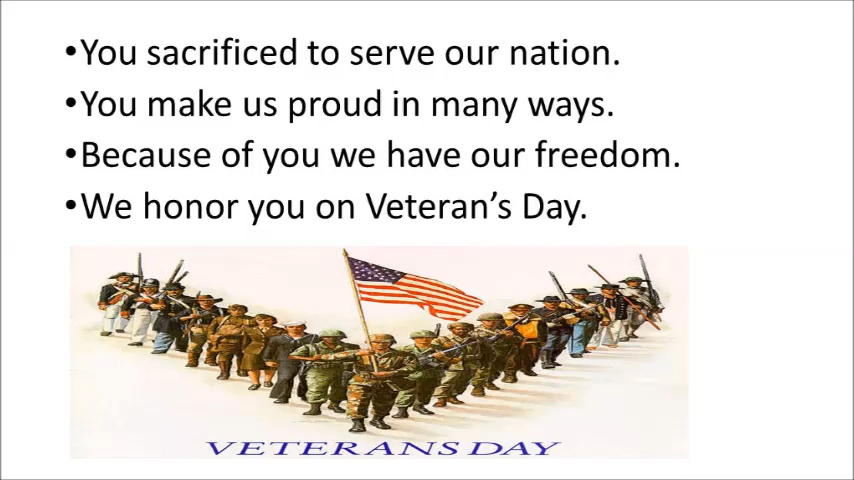 •You sacrificed to serve our nation.
•You make us proud in many ways.
•Because of you we have our freedom.
•We honor you on Veteran’s Day.
VETERANS DAY